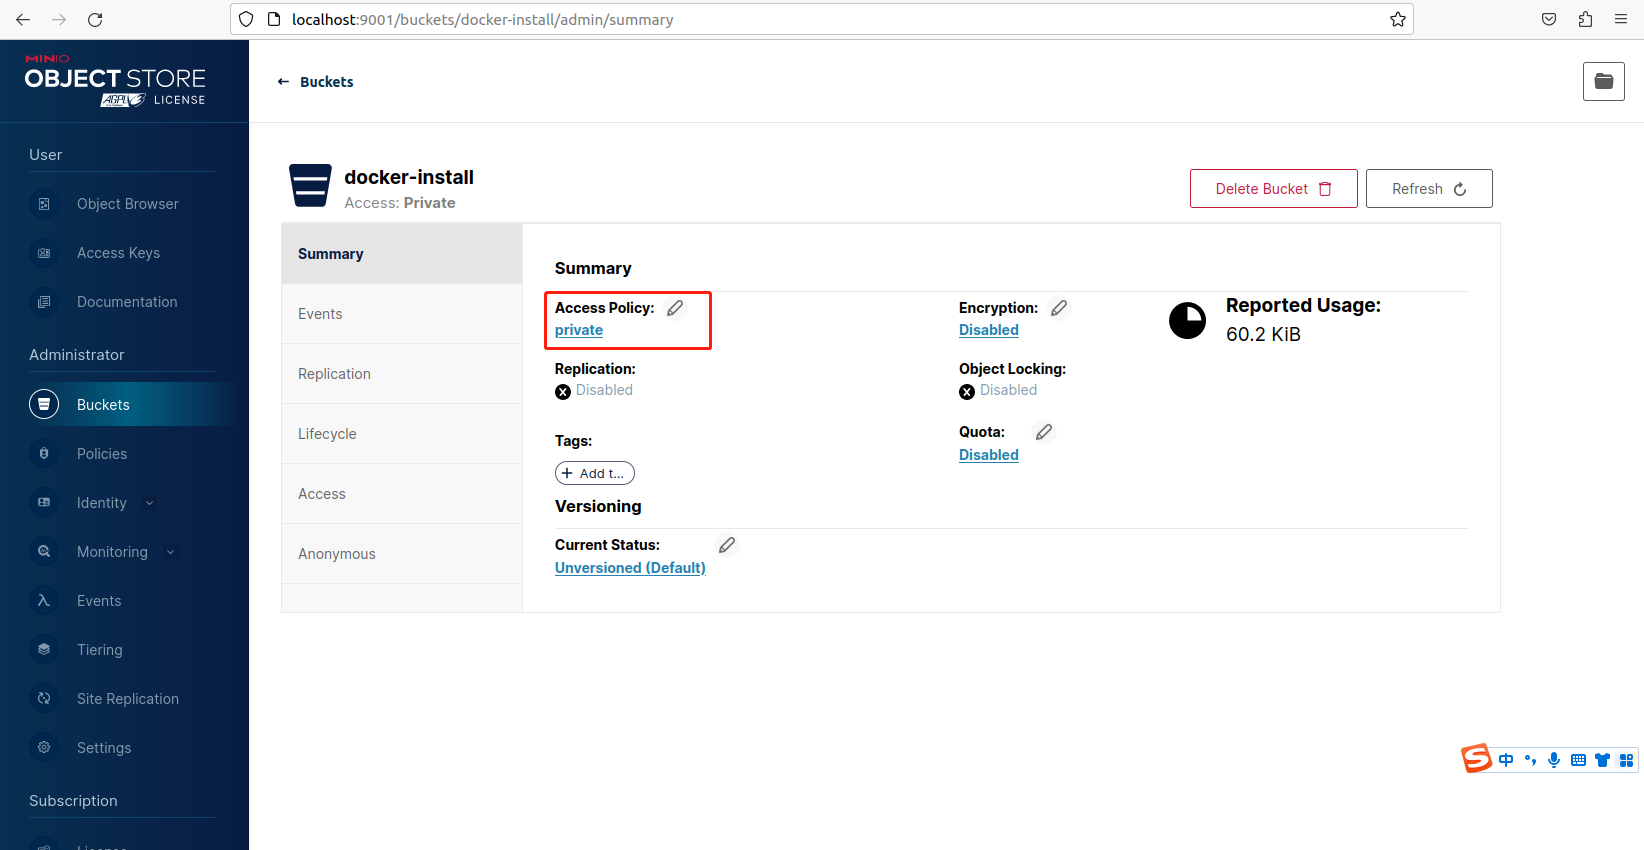 localhost:9001/buckets/docker-install/admin/summary
MINIO
OBJECT STORE
AGPLv3 LICENSE
User
Object Browser
Access Keys
Documentation
Administrator
Buckets
Policies
Identity
Monitoring
Events
Tiering
Site Replication
Settings
Subscription
License
Buckets
docker-install
Access: Private
Delete Bucket
Refresh
Summary
Events
Replication
Lifecycle
Access
Anonymous
Summary
Access Policy:
private
Encryption:
Disabled
Reported Usage:
60.2 KiB
Replication:
Disabled
Object Locking:
Disabled
Tags:
+ Add t...
Quota:
Disabled
Versioning
Current Status:
Unversioned (Default)
S 中 °,